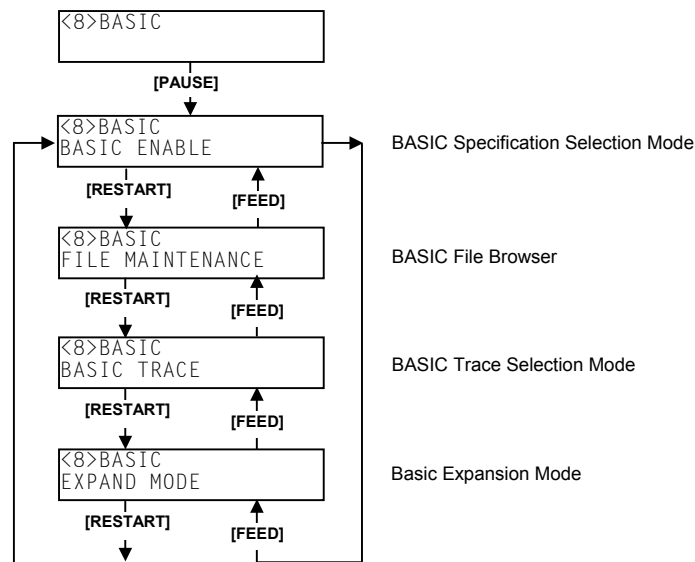 <8>BASIC
[PAUSE]
<8>BASIC
BASIC ENABLE
BASIC Specification Selection Mode
[RESTART]
[FEED]
<8>BASIC
FILE MAINTENANCE
BASIC File Browser
[RESTART]
[FEED]
<8>BASIC
BASIC TRACE
BASIC Trace Selection Mode
[RESTART]
[FEED]
<8>BASIC
EXPAND MODE
Basic Expansion Mode
[RESTART]
[FEED]